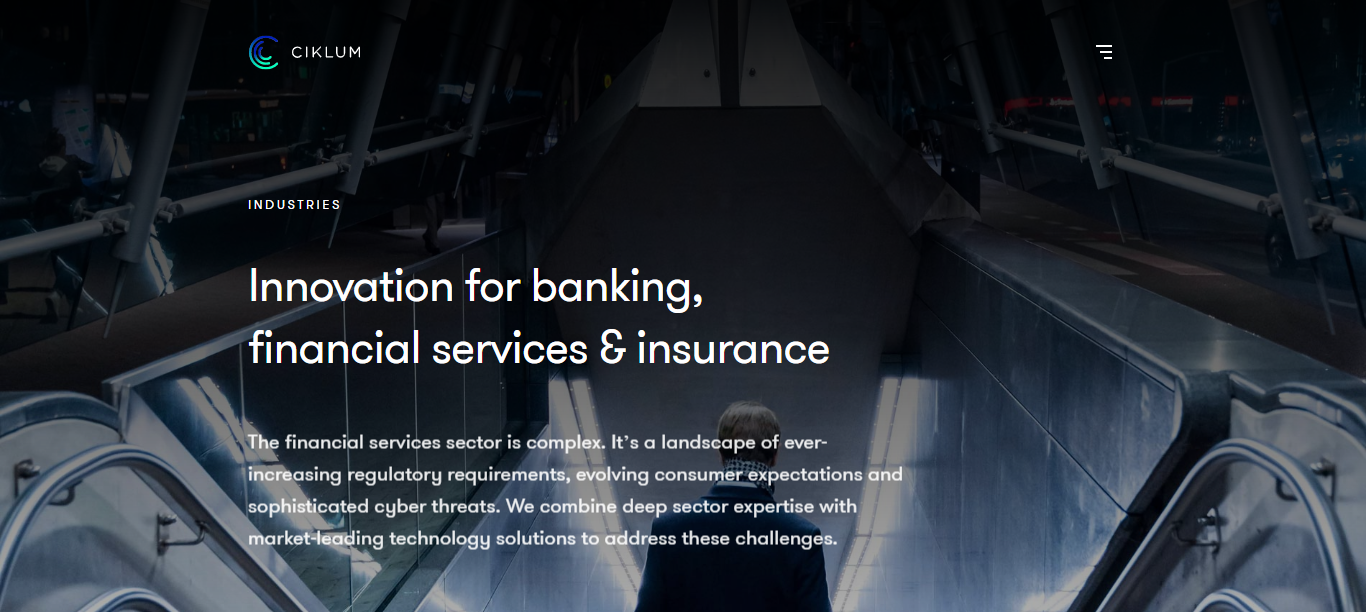 CIKLUM
INDUSTRIES
Innovation for banking,
financial services & insurance
The financial services sector is complex. It’s a landscape of ever-
increasing regulatory requirements, evolving consumer expectations and
sophisticated cyber threats. We combine deep sector expertise with
market-leading technology solutions to address these challenges.